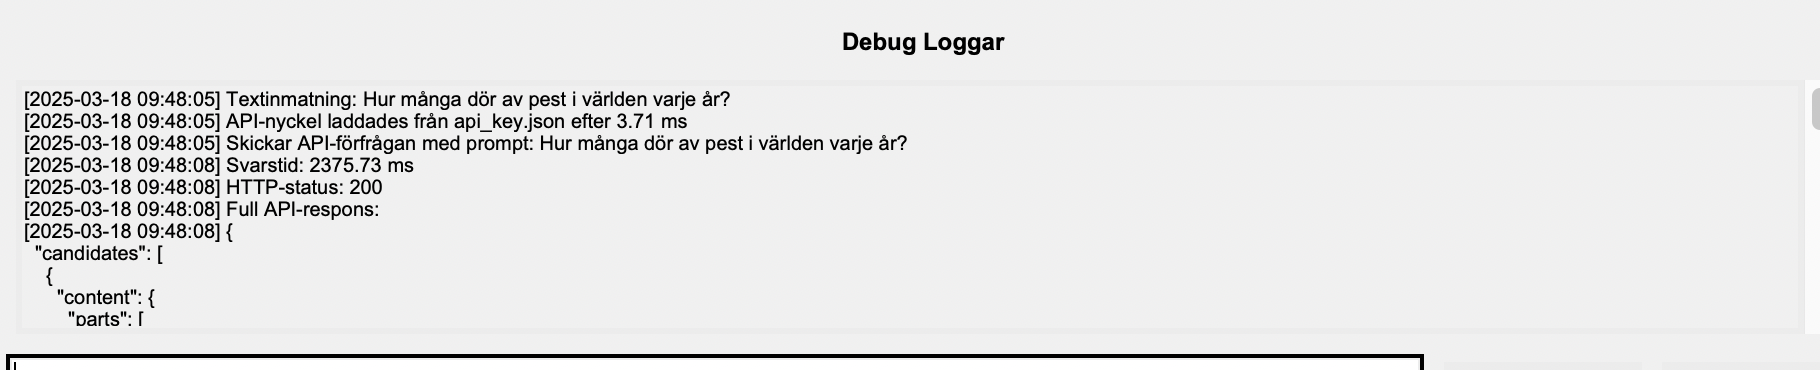 Debug Loggar
[2025-03-18 09:48:05] Textinmatning: Hur många dör av pest i världen varje år?
[2025-03-18 09:48:05] API-nyckel laddades från api_key.json efter 3.71 ms
[2025-03-18 09:48:05] Skickar API-förfrågan med prompt: Hur många dör av pest i världen varje år?
[2025-03-18 09:48:08] Svarstid: 2375.73 ms
[2025-03-18 09:48:08] HTTP-status: 200
[2025-03-18 09:48:08] Full API-respons:
[2025-03-18 09:48:08] {
  "candidates": [
    {
      "content": {
        "parts": [